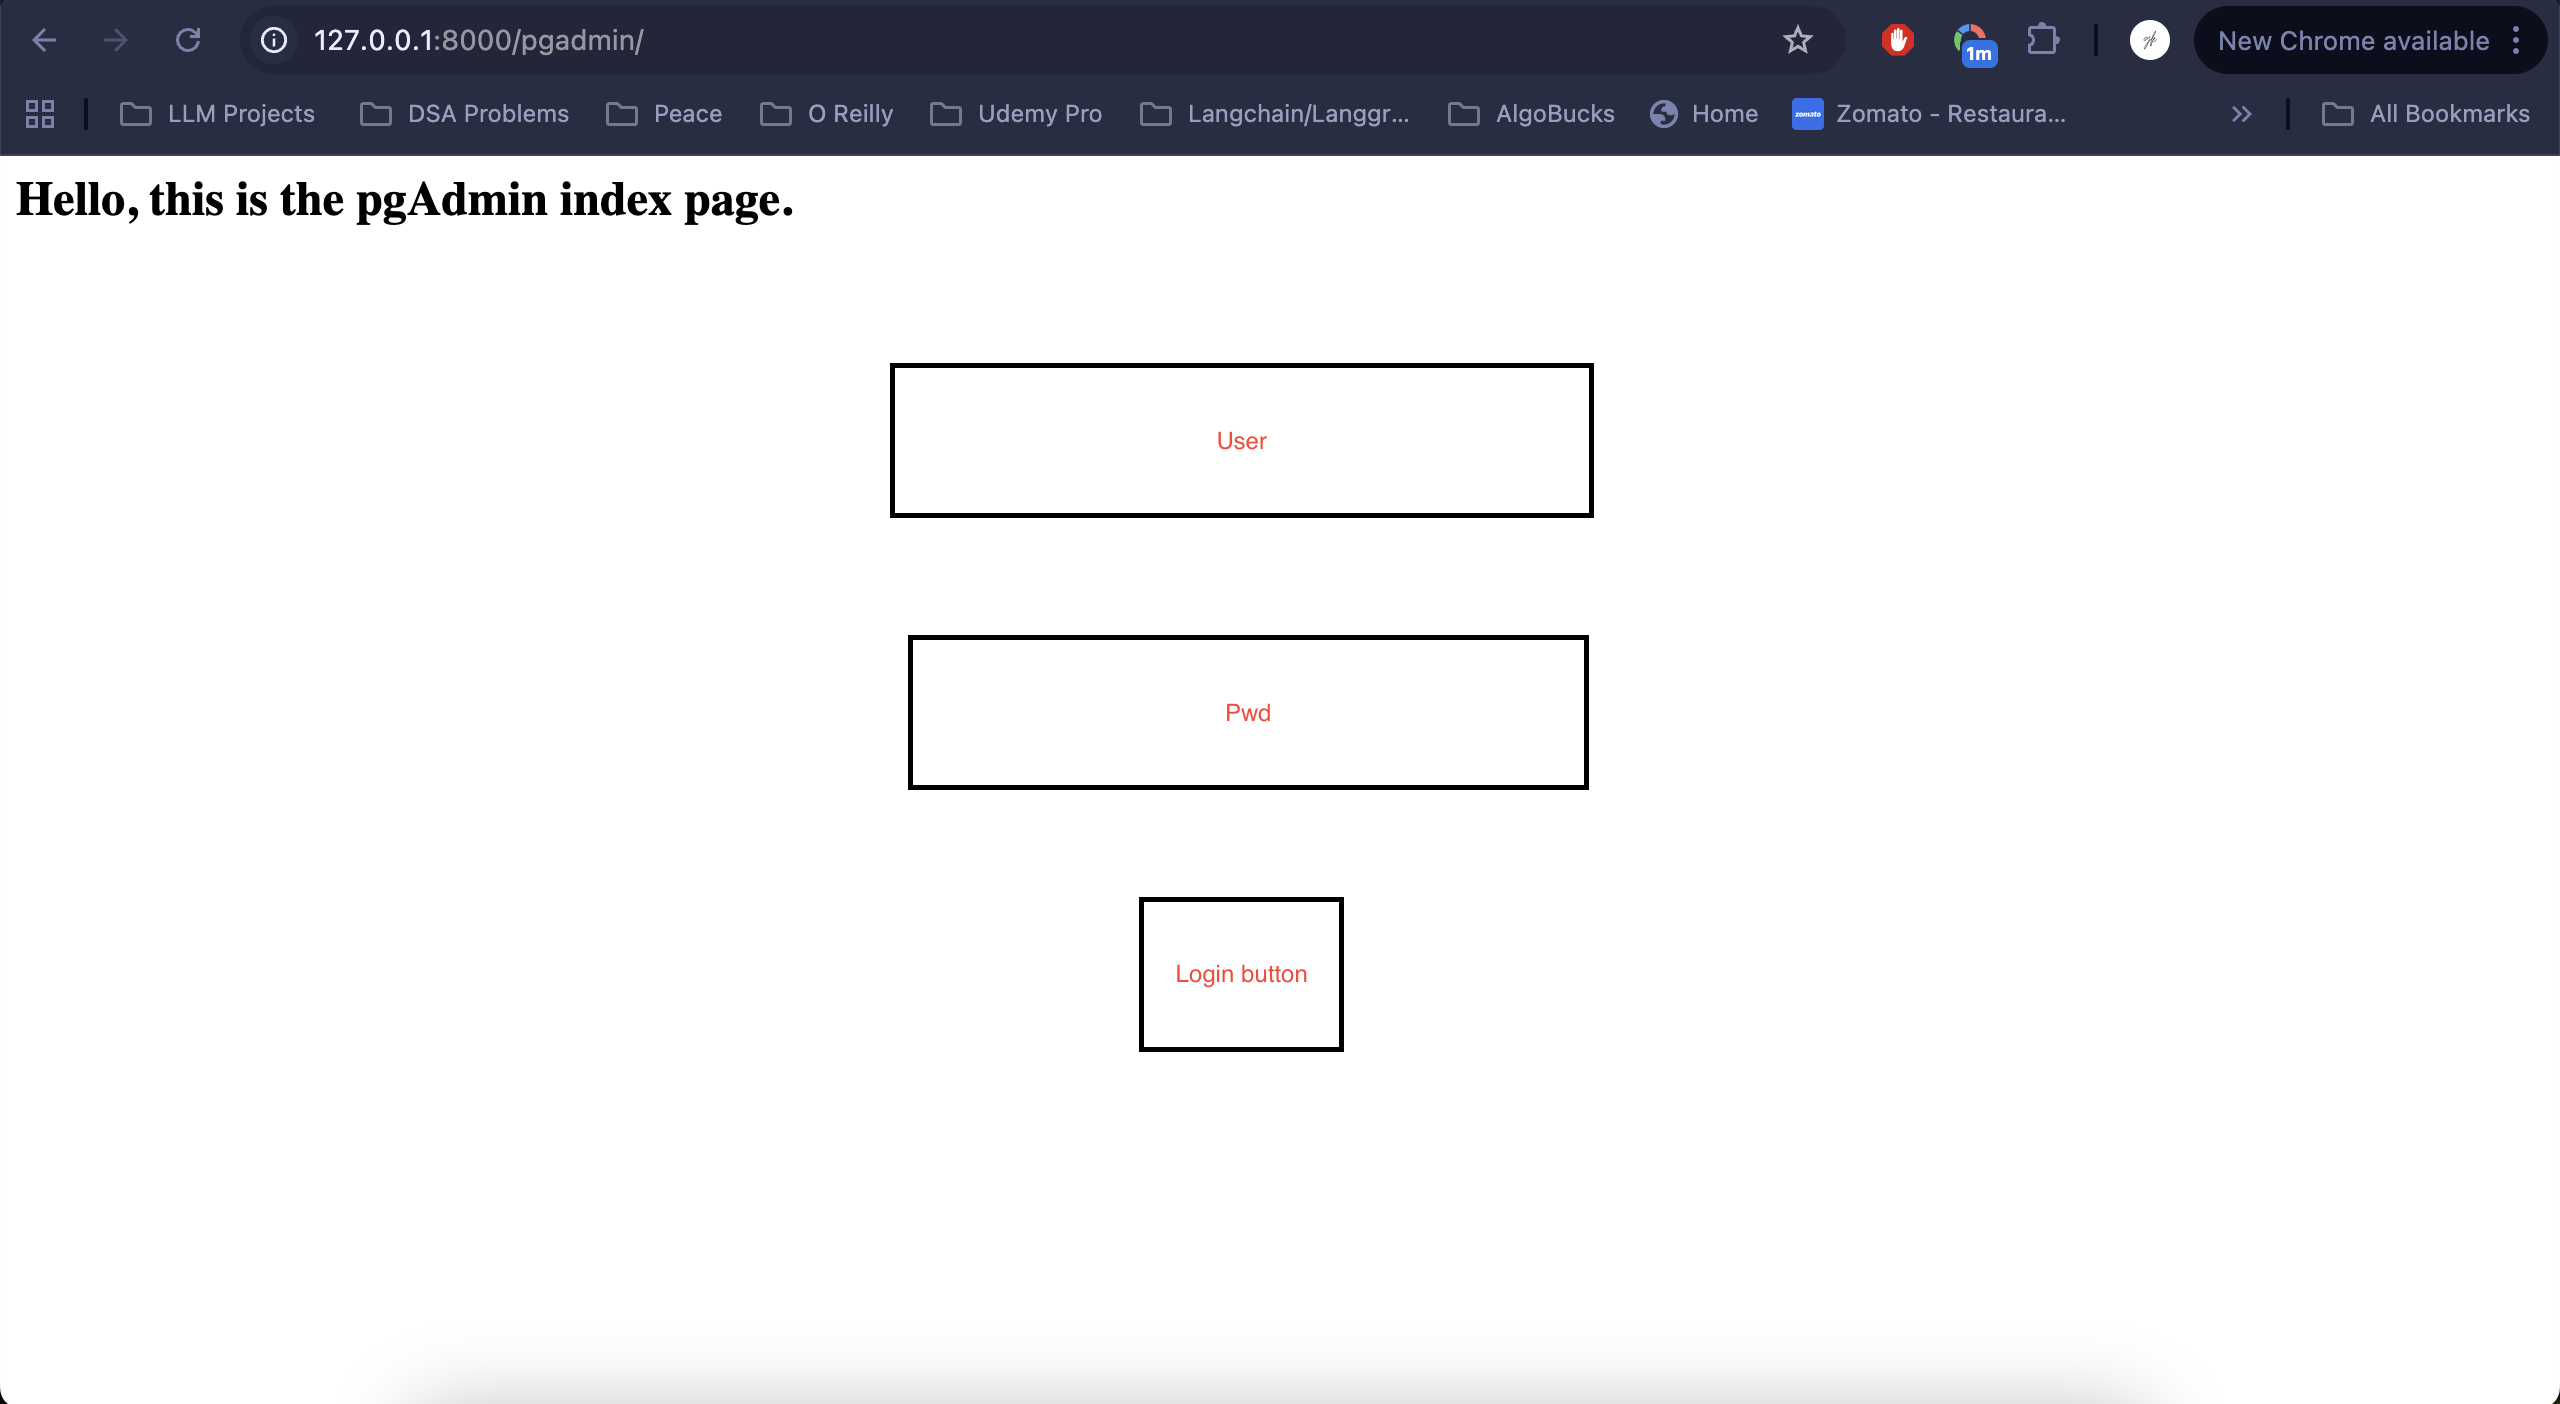 127.0.0.1:8000/pgadmin/
1m
New Chrome available
LLM Projects
DSA Problems
Peace
O Reilly
Udemy Pro
Langchain/Langgr...
AlgoBucks
Home
zomato
Zomato - Restaura...
All Bookmarks
Hello, this is the pgAdmin index page.
User
Pwd
Login button